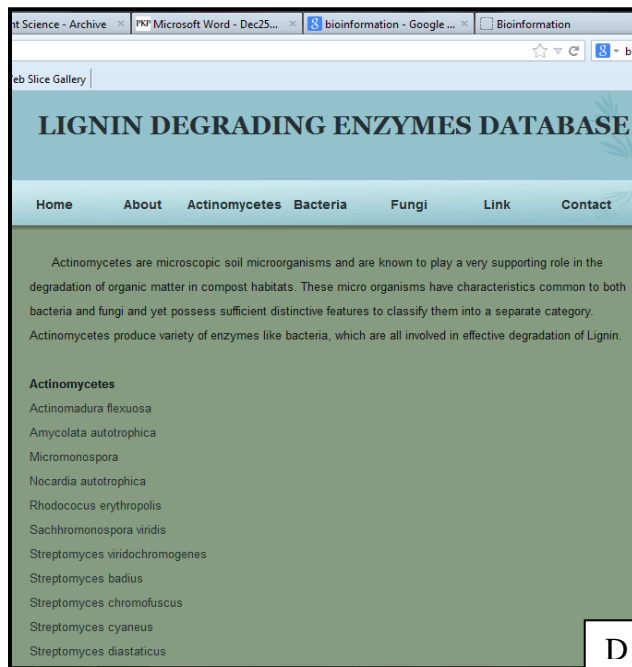 nt Science - Archive × PKP Microsoft Word - Dec25... × 8 bioinformation - Google ... × Bioinformation
8 b
eb Slice Gallery
LIGNIN DEGRADING ENZYMES DATABASE
Home About Actinomycetes Bacteria Fungi Link Contact
Actinomycetes are microscopic soil microorganisms and are known to play a very supporting role in the
degradation of organic matter in compost habitats. These micro organisms have characteristics common to both
bacteria and fungi and yet possess sufficient distinctive features to classify them into a separate category.
Actinomycetes produce variety of enzymes like bacteria, which are all involved in effective degradation of Lignin.
Actinomycetes
Actinomadura flexuosa
Amycolata autotrophica
Micromonospora
Nocardia autotrophica
Rhodococus erythropolis
Sachhromonospora viridis
Streptomyces viridochromogenes
Streptomyces badius
Streptomyces chromofuscus
Streptomyces cyaneus
Streptomyces diastaticus
D